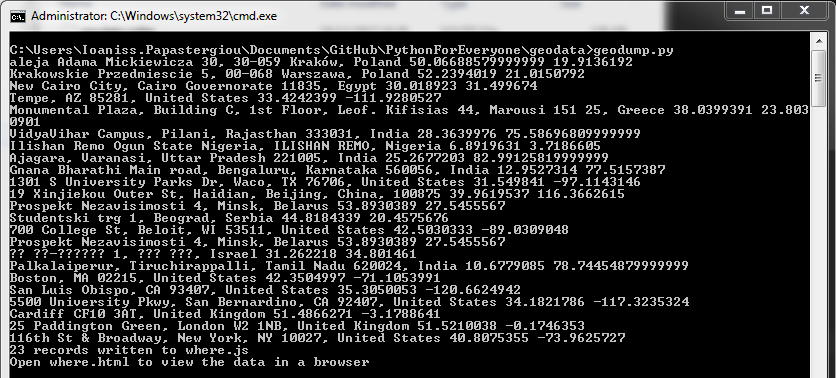 Administrator: C:\Windows\system32\cmd.exe
C:\Users\Ioaniss.Papastergiou\Documents\GitHub\PythonForEveryone\geodata>geodump.py
aleja Adama Mickiewicza 30, 30-059 Kraków, Poland 50.06688579999999 19.9136192
Krakowskie Przedmiescie 5, 00-068 Warszawa, Poland 52.2394019 21.0150792
New Cairo City, Cairo Governorate 11835, Egypt 30.018923 31.499674
Tempe, AZ 85281, United States 33.4242399 -111.9280527
Monumental Plaza, Building C, 1st Floor, Leof. Kifisias 44, Marousi 151 25, Greece 38.0399391 23.803
0901
VidyaVihar Campus, Pilani, Rajasthan 333031, India 28.3639976 75.58696809999999
Ilishan Remo Ogun State Nigeria, ILISHAN REMO, Nigeria 6.8919631 3.7186605
Ajagara, Varanasi, Uttar Pradesh 221005, India 25.2677203 82.99125819999999
Gnana Bharathi Main road, Bengaluru, Karnataka 560056, India 12.9527314 77.5157387
1301 S University Parks Dr, Waco, TX 76706, United States 31.549841 -97.1143146
19 Xinjiekou Outer St, Haidian, Beijing, China, 100875 39.9619537 116.3662615
Prospekt Nezavisimosti 4, Minsk, Belarus 53.8930389 27.5455567
Studentski trg 1, Beograd, Serbia 44.8184339 20.4575676
700 College St, Beloit, WI 53511, United States 42.5030333 -89.0309048
Prospekt Nezavisimosti 4, Minsk, Belarus 53.8930389 27.5455567
?? ??-?????? 1, ??? ???, Israel 31.262218 34.801461
Palkalaiperur, Tiruchirappalli, Tamil Nadu 620024, India 10.6779085 78.74454879999999
Boston, MA 02215, United States 42.3504997 -71.1053991
San Luis Obispo, CA 93407, United States 35.3050053 -120.6624942
5500 University Pkwy, San Bernardino, CA 92407, United States 34.1821786 -117.3235324
Cardiff CF10 3AT, United Kingdom 51.4866271 -3.1788641
25 Paddington Green, London W2 1NB, United Kingdom 51.5210038 -0.1746353
116th St & Broadway, New York, NY 10027, United States 40.8075355 -73.9625727
23 records written to where.js
Open where.html to view the data in a browser